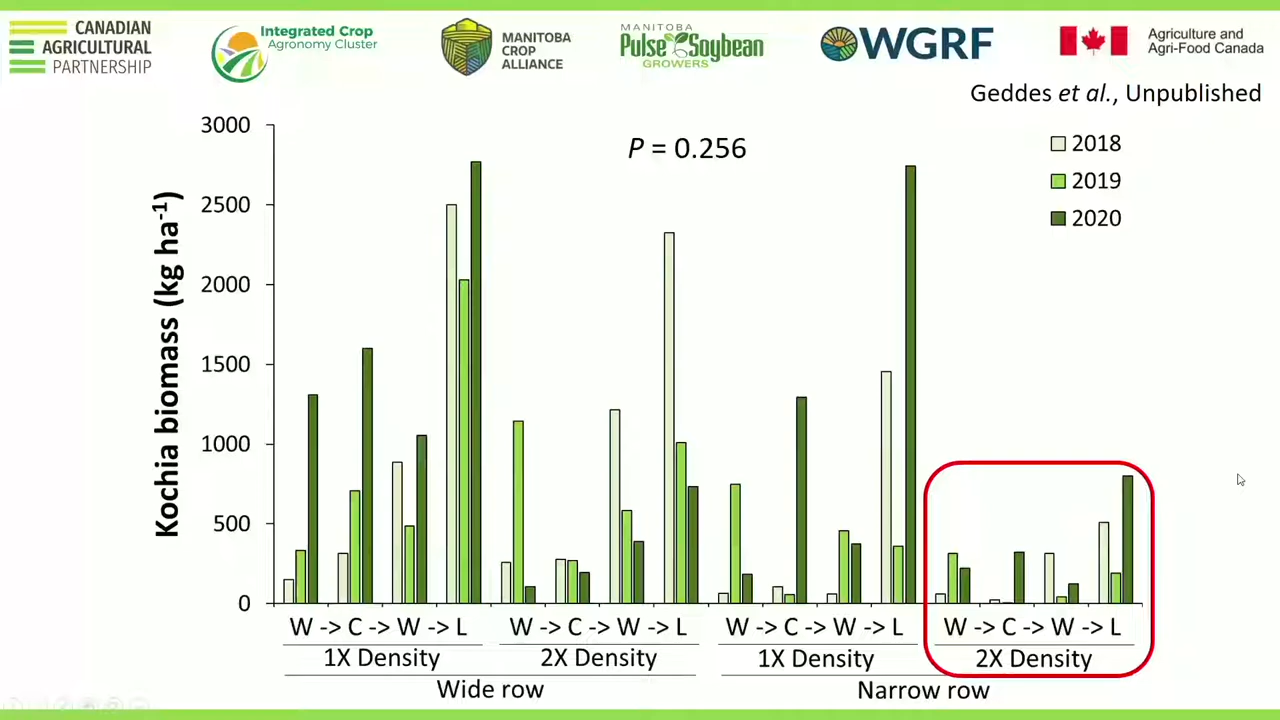 CANADIAN
AGRICULTURAL
PARTNERSHIP
Integrated Crop
Agronomy Cluster
MANITOBA
CROP
ALLIANCE
MANITOBA
Pulse Soybean
GROWERS
WGRF
Agriculture and
Agri-Food Canada
Geddes et al., Unpublished
P = 0.256
2018
2019
2020
Kochia biomass (kg ha-1)
3000
2500
2000
1500
1000
500
0
W -> C -> W -> L
W -> C -> W -> L
W -> C -> W -> L
W -> C -> W -> L
1X Density
2X Density
1X Density
2X Density
Wide row
Narrow row